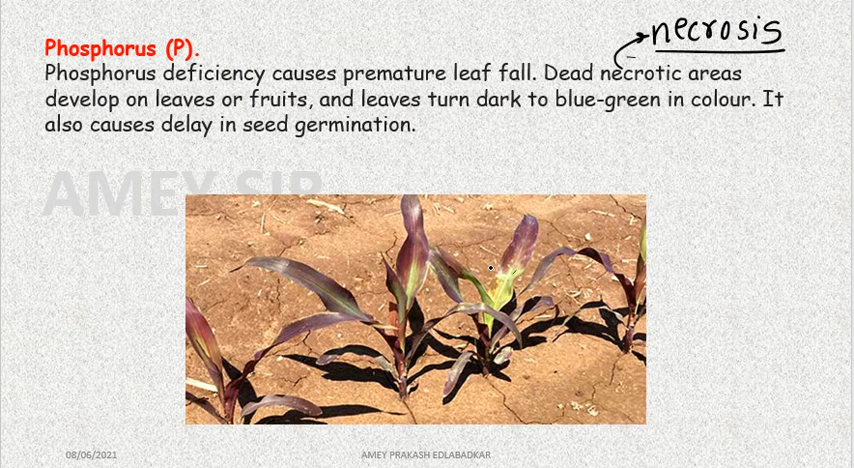 necrosis
Phosphorus (P).
Phosphorus deficiency causes premature leaf fall. Dead necrotic areas
develop on leaves or fruits, and leaves turn dark to blue-green in colour. It
also causes delay in seed germination.
AMEY SIR
08/06/2021 AMEY PRAKASH EDLABADKAR